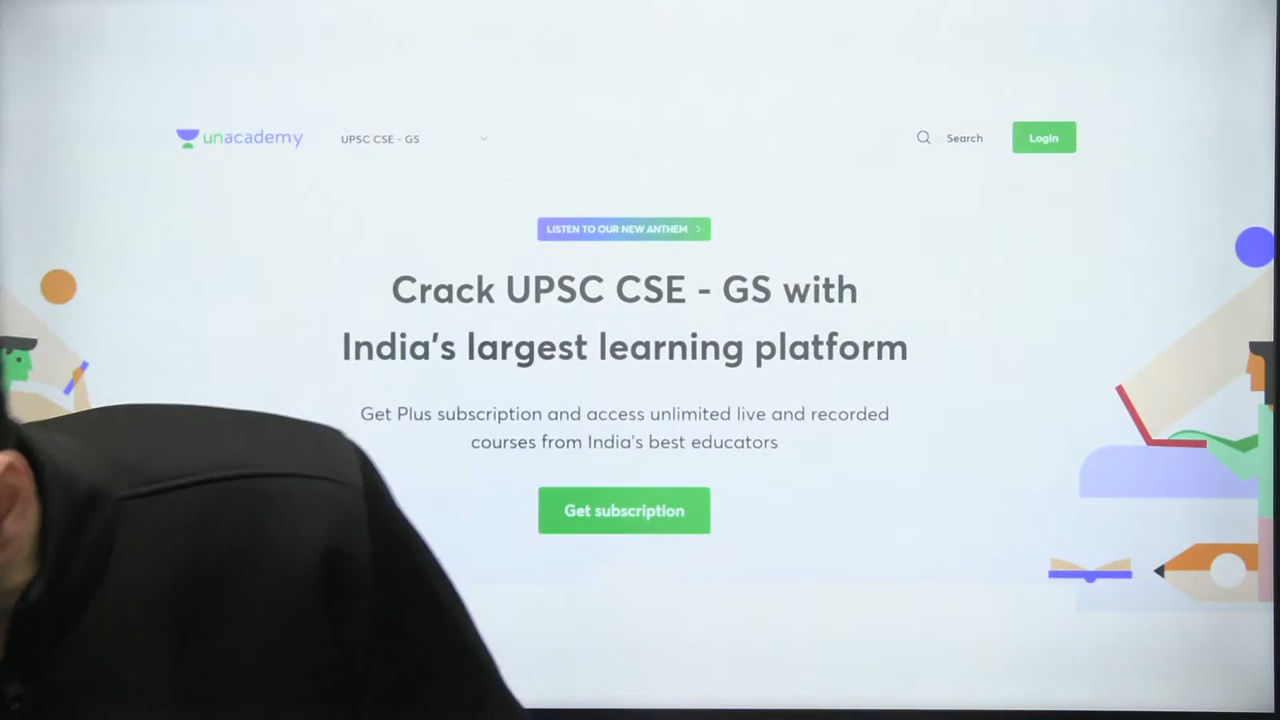 unacademy
UPSC CSE - GS
Search
Login
LISTEN TO OUR NEW ANTHEM
Crack UPSC CSE - GS with
India's largest learning platform
Get Plus subscription and access unlimited live and recorded
courses from India's best educators
Get subscription